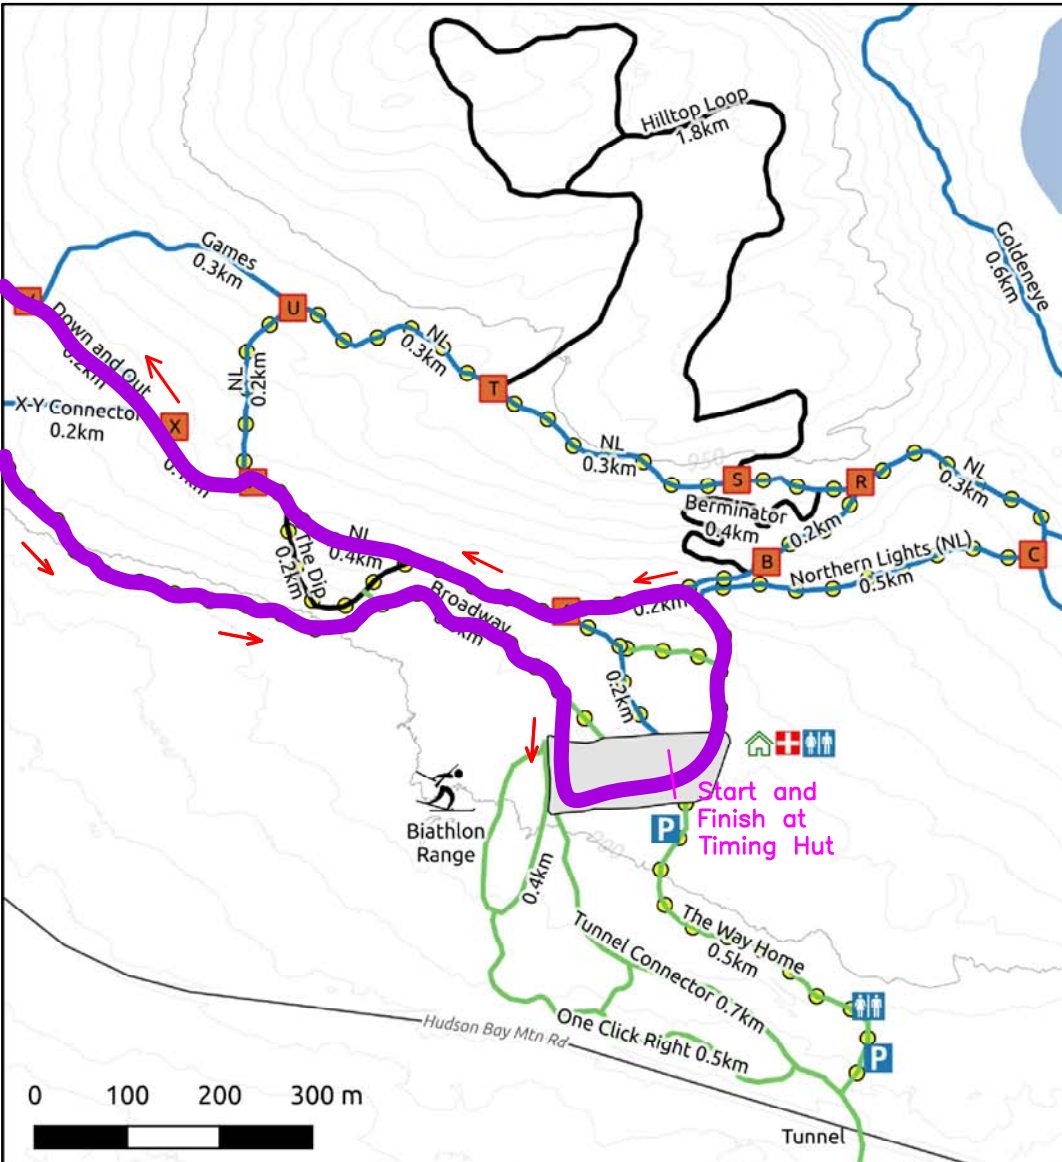 Hilltop Loop
1.8km
Goldeneye
0.6km
Games
0.3km
U
NL
0.3km
Down and Out
0.2km
NL
0.2km
T
X-Y Connector
0.2km
X
NL
0.3km
950
S
R
NL
0.3km
Berminator
0.4km
0.2km
NL
0.4km
The Dip
0.2km
B
Northern Lights (NL)
0.5km
C
Broadway
0.2km
0.2km
Start and
Finish at
Timing Hut
P
Biathlon
Range
900
0.4km
The Way Home
0.5km
Tunnel Connector 0.7km
One Click Right 0.5km
Hudson Bay Mtn Rd
P
0 100 200 300 m
Tunnel